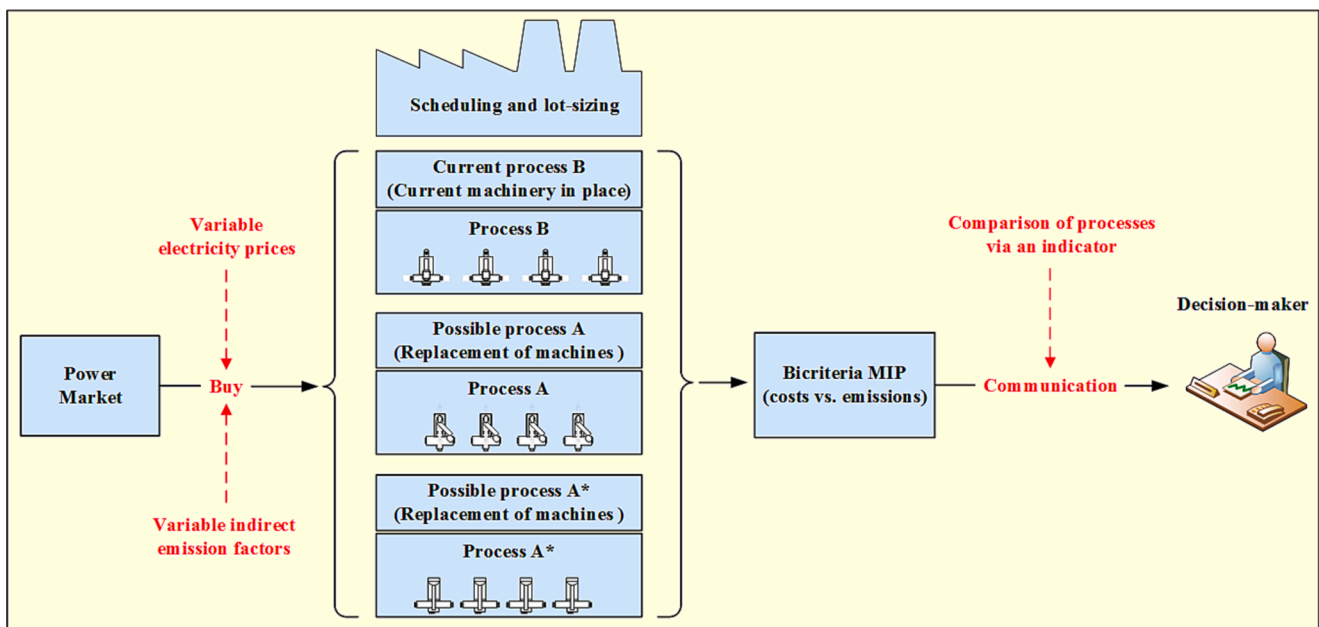 Scheduling and lot-sizing
Current process B
(Current machinery in place)
Process B
Variable
electricity prices
Comparison of processes
via an indicator
Decision-maker
Possible process A
(Replacement of machines )
Process A
Power
Market
Buy
Bicriteria MIP
(costs vs. emissions)
Communication
Possible process A*
(Replacement of machines )
Process A*
Variable indirect
emission factors